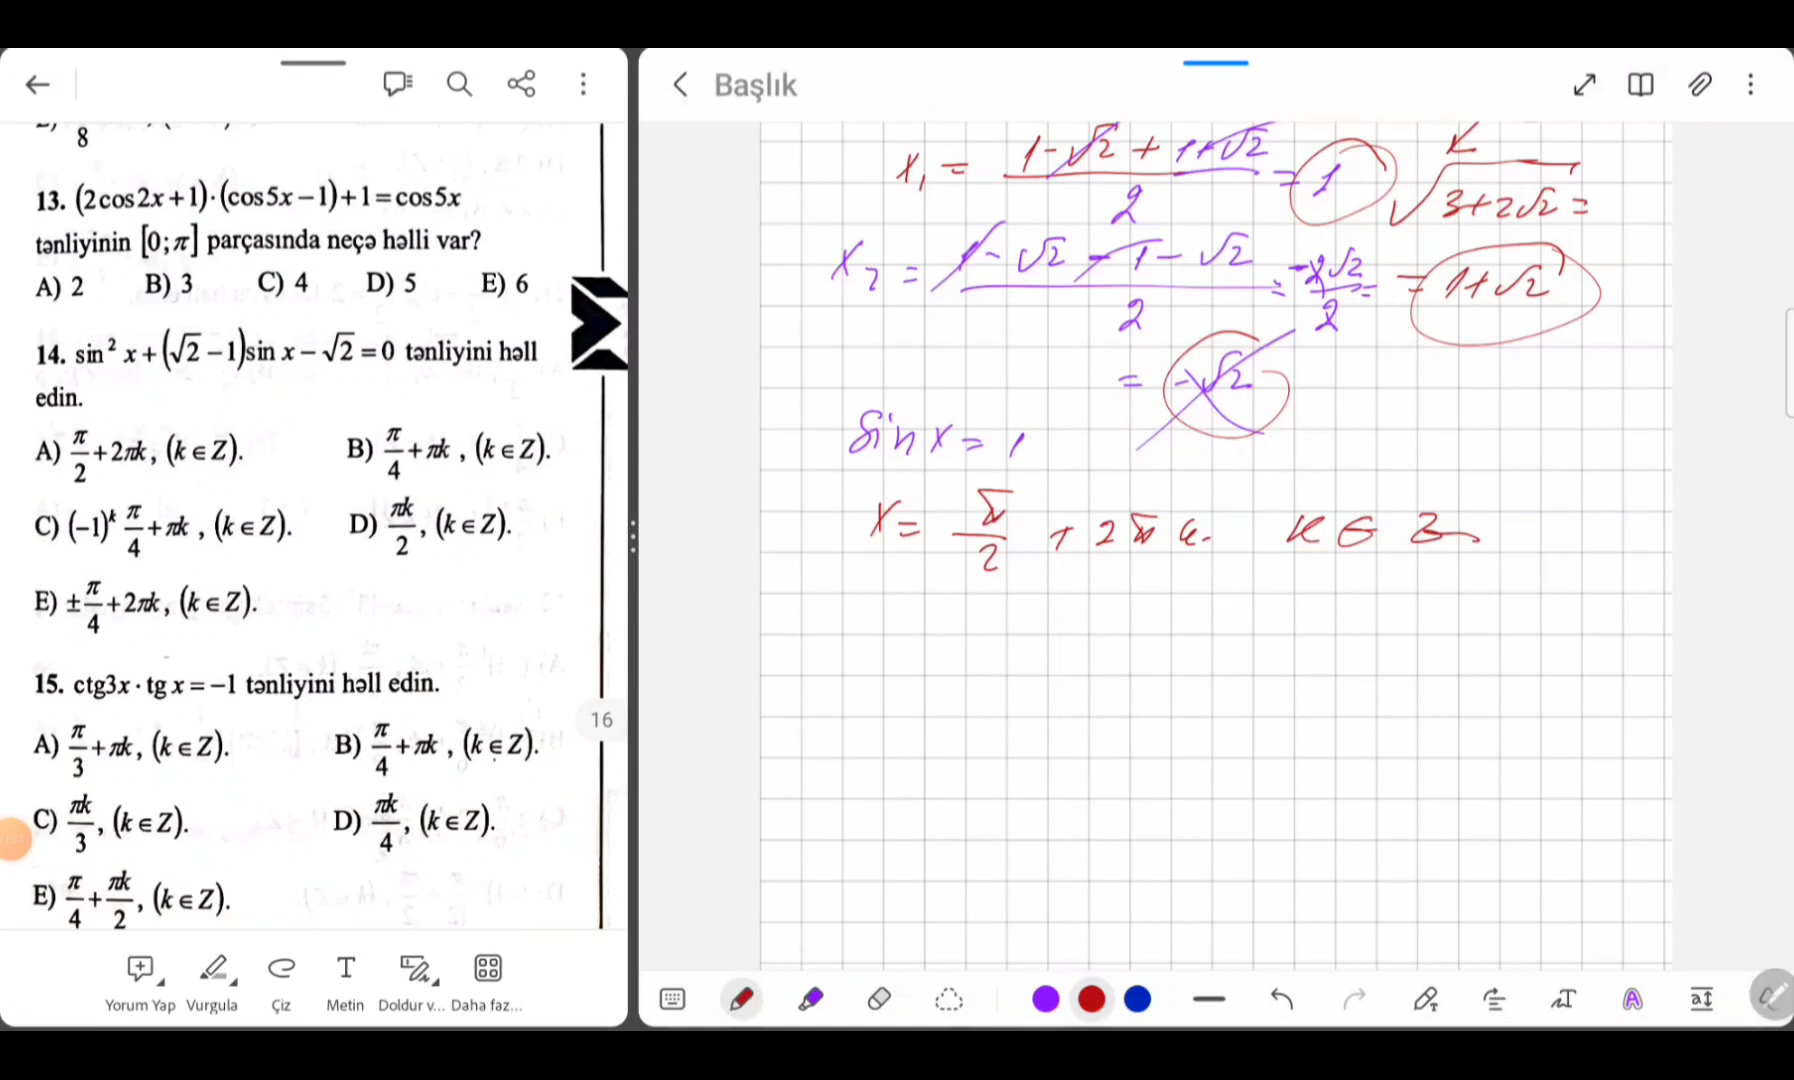 8
13. (2cos2x+1)·(cos5x−1)+1=cos5x
tənliyinin [0;π] parçasında neçə həlli var?
A) 2 B) 3 C) 4 D) 5 E) 6
14. sin² x+(√2−1)sin x−√2=0 tənliyini həll
edin.
A) π/2+2πk, (k∈Z). B) π/4+πk, (k∈Z).
C) (−1)^k π/4+πk, (k∈Z). D) πk/2, (k∈Z).
E) ±π/4+2πk, (k∈Z).
15. ctg3x·tg x=−1 tənliyini həll edin.
A) π/3+πk, (k∈Z). B) π/4+πk, (k∈Z).
C) πk/3, (k∈Z). D) πk/4, (k∈Z).
E) π/4+πk/2, (k∈Z).
16
Yorum Yap Vurgula Çiz Metin Doldur v... Daha faz...
Başlık
x₁ = (1-√2 + 1+√2)/2 = 1
√(3+2√2) =
= 1+√2
x₂ = (1-√2 -1-√2)/2 = -2√2/2 =
= -√2
sin x = 1
x = π/2 + 2πk. k∈Z